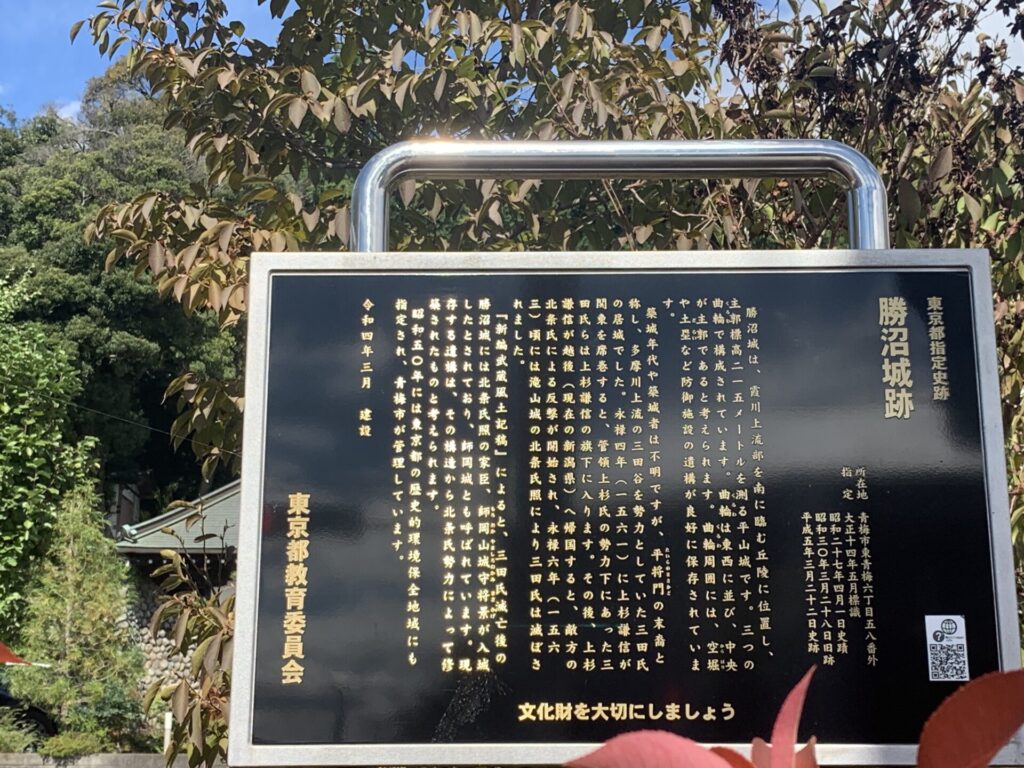 東京都指定史跡
勝沼城跡
所在地　青梅市東青梅六丁目五八番外
指　定　大正十四年五月標識
昭和二十七年四月一日史蹟
昭和三〇年三月二十八日旧跡
平成五年三月二十二日史跡
勝沼城は、霞川上流部を南に臨む丘陵に位置し、
主郭標高二一五メートルを測る平山城です。三つの
曲輪で構成されています。曲輪は東西に並び、中央
が主郭であると考えられます。曲輪周囲には、空堀
や土塁など防御施設の遺構が良好に保存されていま
す。
築城年代や築城者は不明ですが、平将門の末裔と
称し、多摩川上流の三田谷を勢力としていた三田氏
の居城でした。永禄四年（一五六一）に上杉謙信が
関東を席巻すると、管領上杉氏の勢力下にあった三
田氏らは上杉謙信の旗下に入ります。その後、上杉
謙信が越後（現在の新潟県）へ帰国すると、敵方の
北条氏による反撃が開始され、永禄六年（一五六
三）頃には滝山城の北条氏照により三田氏は滅ぼさ
れました。
「新編武蔵風土記稿」によると、三田氏滅亡後の
勝沼城には北条氏照の家臣、師岡山城守将景が入城
したとされており、師岡城とも呼ばれています。現
存する遺構は、その構造から北条氏勢力によって修
築されたものと考えられます。
昭和五〇年には東京都の歴史的環境保全地域にも
指定され、青梅市が管理しています。
令和四年三月　建設
東京都教育委員会
文化財を大切にしましょう